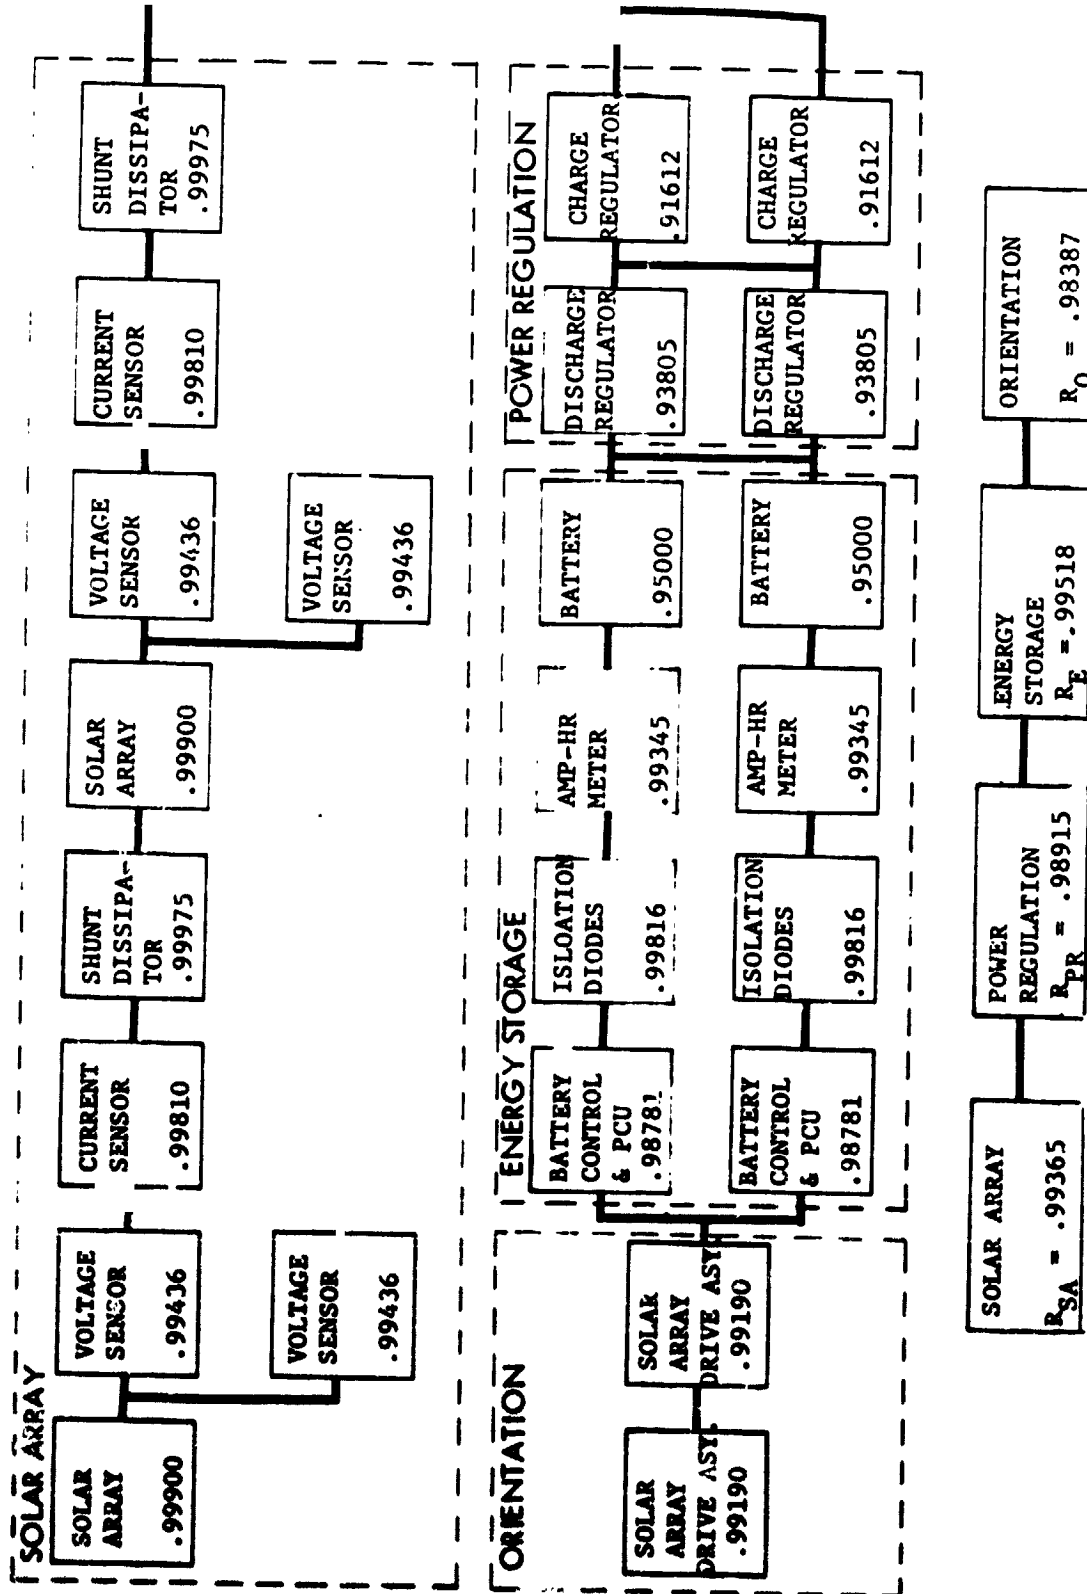 SOLAR ARRAY
SOLAR
ARRAY
.99900
VOLTAGE
SENSOR
.99436
VOLTAGE
SENSOR
.99436
CURRENT
SENSOR
.99810
SHUNT
DISSIPA-
TOR
.99975
SOLAR
ARRAY
.99900
VOLTAGE
SENSOR
.99436
VOLTAGE
SENSOR
.99436
CURRENT
SENSOR
.99810
SHUNT
DISSIPA-
TOR
.99975
ORIENTATION
SOLAR
ARRAY
DRIVE ASY.
.99190
SOLAR
ARRAY
DRIVE ASY.
.99190
ENERGY STORAGE
BATTERY
CONTROL
& PCU
.98781
ISLOATION
DIODES
.99816
AMP-HR
METER
.99345
BATTERY
.95000
BATTERY
CONTROL
& PCU
.98781
ISOLATION
DIODES
.99816
AMP-HR
METER
.99345
BATTERY
.95000
POWER REGULATION
DISCHARGE
REGULATOR
.93805
CHARGE
REGULATOR
.91612
DISCHARGE
REGULATOR
.93805
CHARGE
REGULATOR
.91612
SOLAR ARRAY
R_SA = .99365
POWER
REGULATION
R_PR = .98915
ENERGY
STORAGE
R_E = .99518
ORIENTATION
R_O = .98387